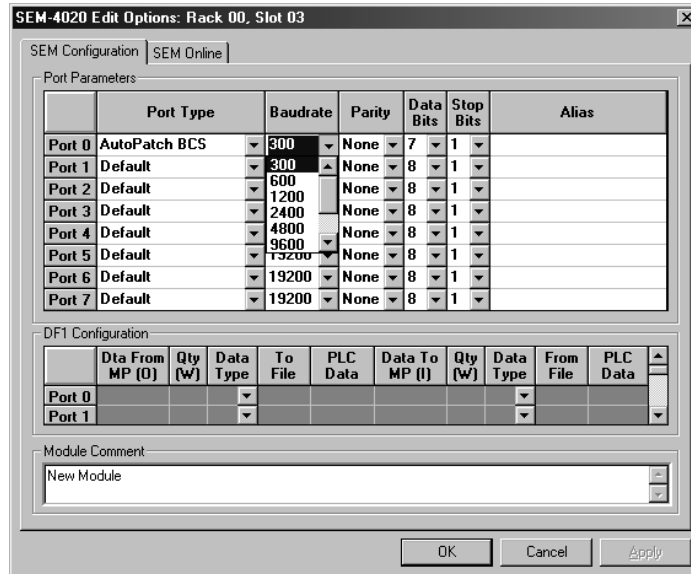 SEM-4020 Edit Options: Rack 00, Slot 03
SEM Configuration SEM Online
Port Parameters
Port Type Baudrate Parity Data Bits Stop Bits Alias
Port 0 AutoPatch BCS 300 None 7 1
Port 1 Default 300 None 8 1
Port 2 Default 600 None 8 1
Port 3 Default 1200 None 8 1
Port 4 Default 2400 None 8 1
4800
9600
Port 5 Default 19200 None 8 1
Port 6 Default 19200 None 8 1
Port 7 Default 19200 None 8 1
DF1 Configuration
Dta From MP (O) Qty (W) Data Type To File PLC Data Data To MP (I) Qty (W) Data Type From File PLC Data
Port 0
Port 1
Module Comment
New Module
OK Cancel Apply